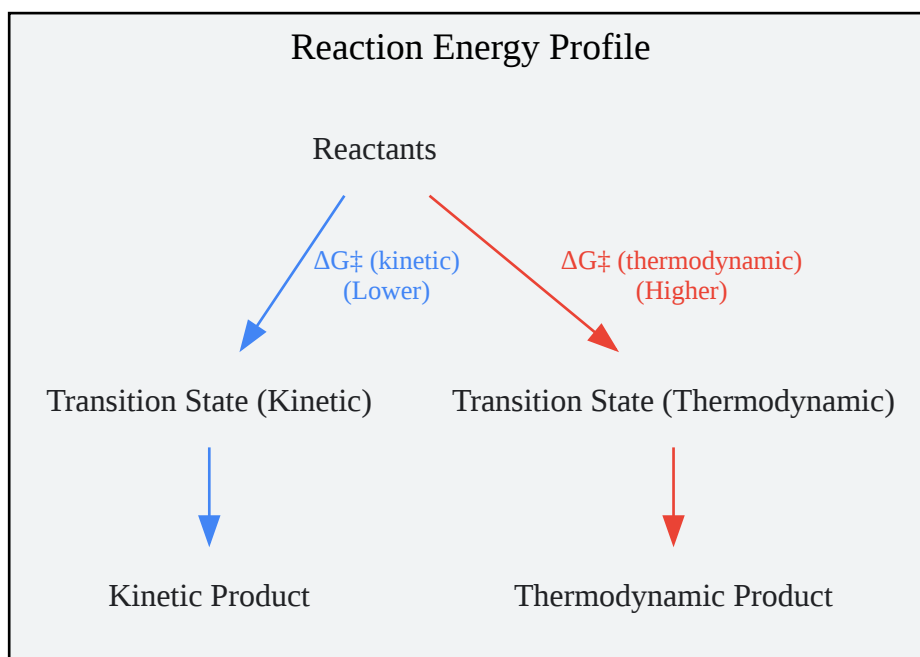 Reaction Energy Profile
Reactants
ΔG‡ (kinetic)
(Lower)
ΔG‡ (thermodynamic)
(Higher)
Transition State (Kinetic)
Transition State (Thermodynamic)
Kinetic Product
Thermodynamic Product